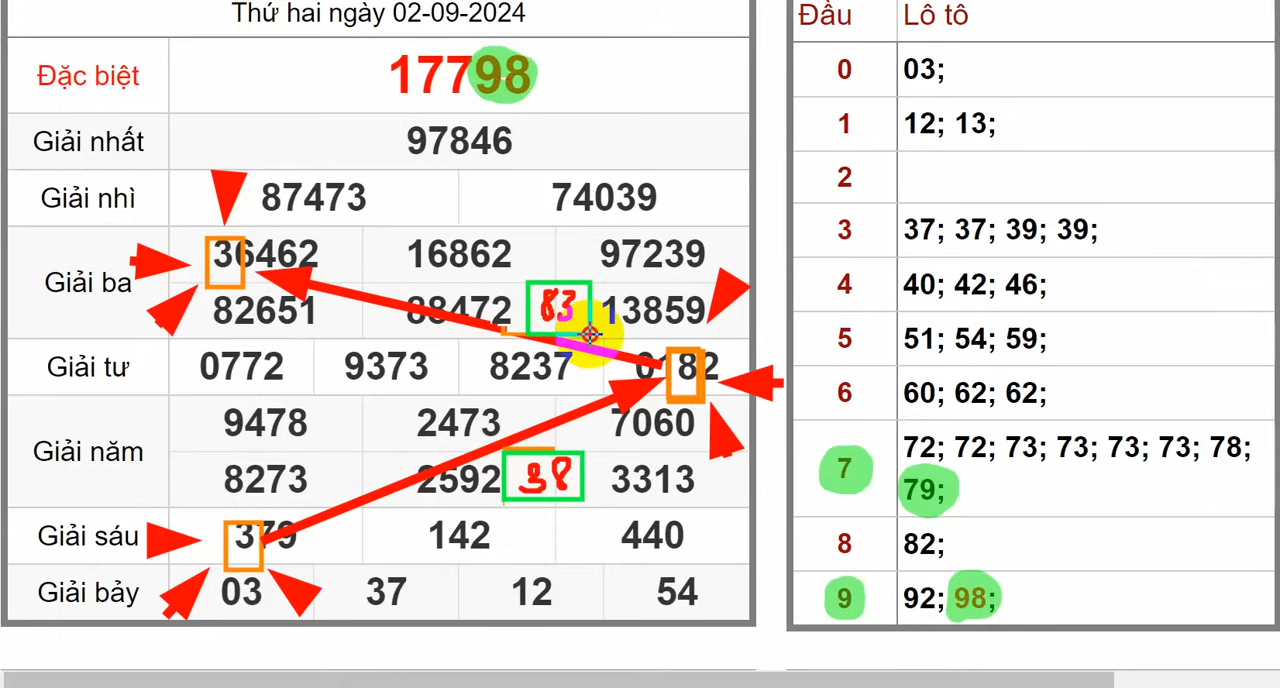 Thứ hai ngày 02-09-2024
Đặc biệt 17798
Giải nhất 97846
Giải nhì 87473 74039
Giải ba 36462 16862 97239
82651 88472 13859
83
Giải tư 0772 9373 8237 0182
Giải năm 9478 2473 7060
8273 2592 3313
38
Giải sáu 379 142 440
Giải bảy 03 37 12 54
Đầu Lô tô
0 03;
1 12; 13;
2
3 37; 37; 39; 39;
4 40; 42; 46;
5 51; 54; 59;
6 60; 62; 62;
7 72; 72; 73; 73; 73; 73; 78;
79;
8 82;
9 92; 98;